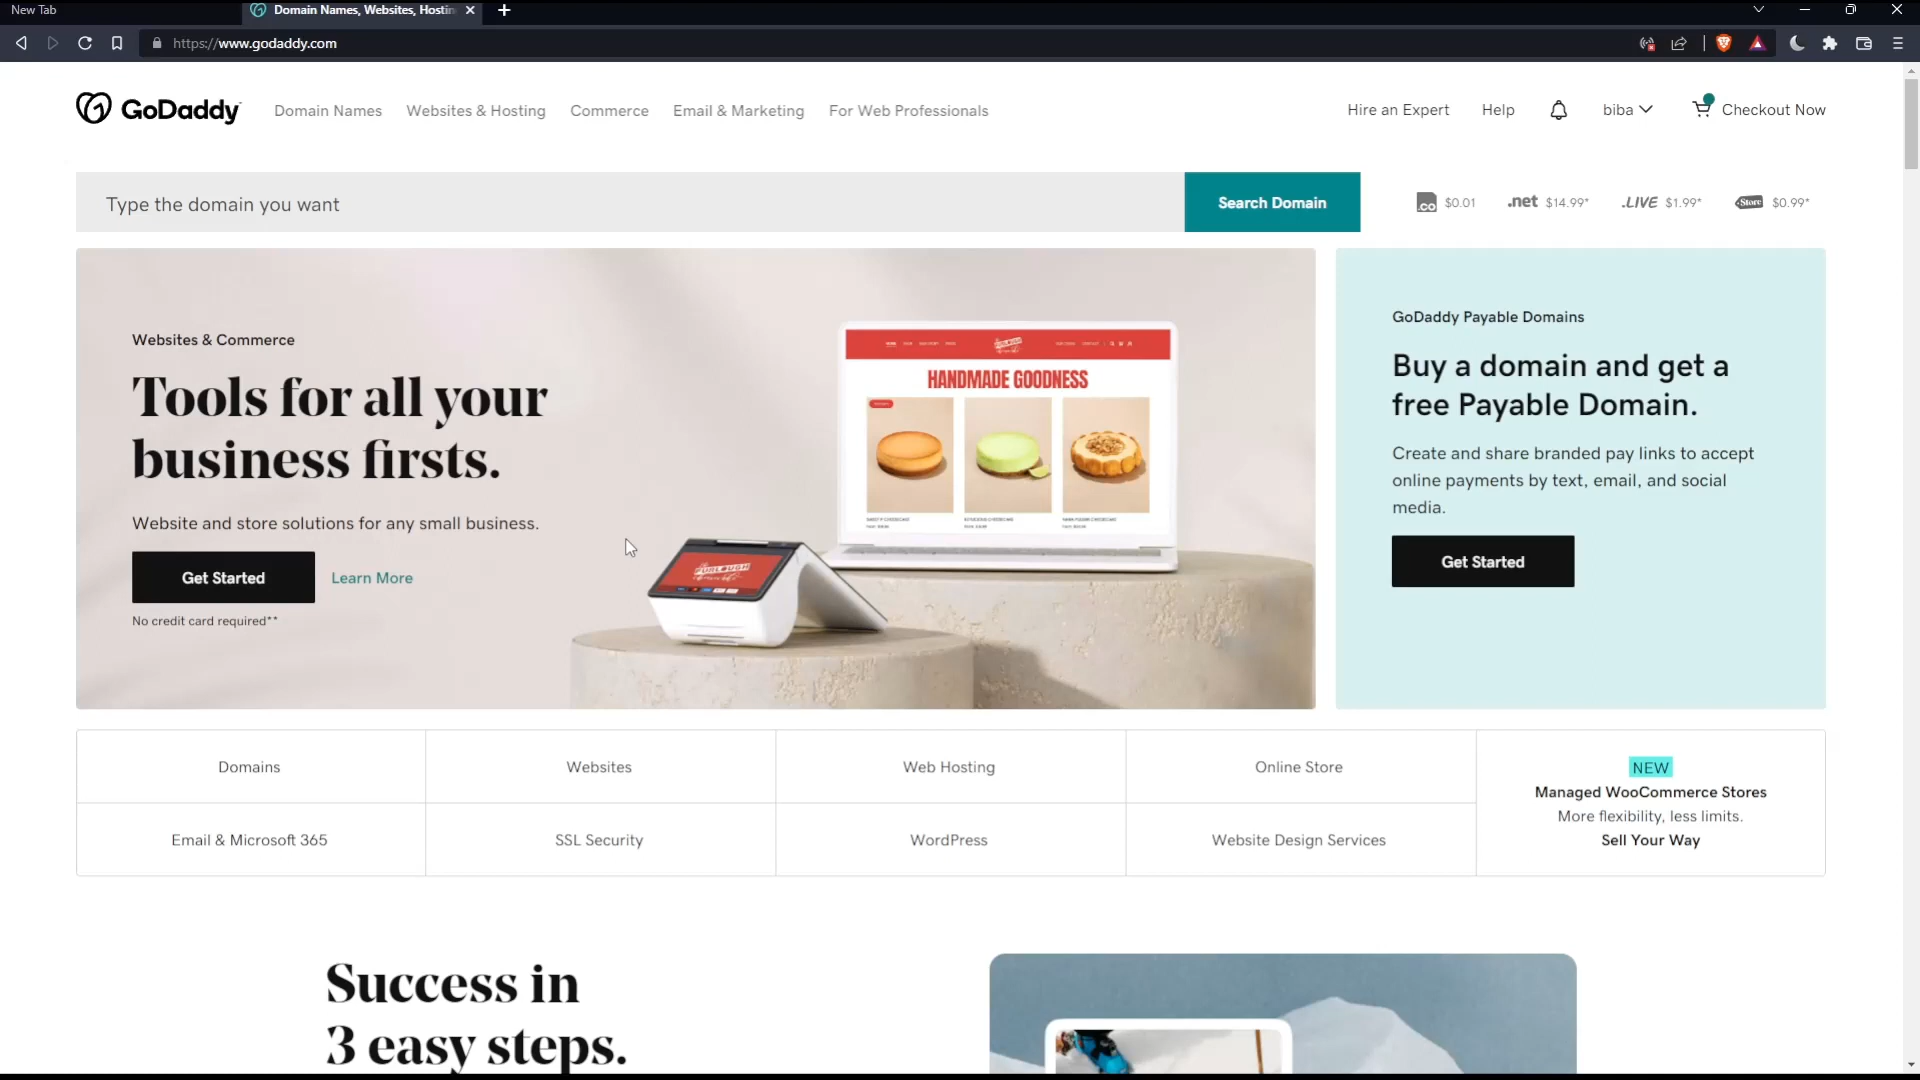 New Tab
Domain Names, Websites, Hostin
https://www.godaddy.com
GoDaddy
Domain Names
Websites & Hosting
Commerce
Email & Marketing
For Web Professionals
Hire an Expert
Help
biba
Checkout Now
Type the domain you want
Search Domain
.co $0.01
.net $14.99*
.LIVE $1.99*
Store $0.99*
Websites & Commerce
Tools for all your
business firsts.
Website and store solutions for any small business.
Get Started
Learn More
No credit card required**
HANDMADE GOODNESS
GoDaddy Payable Domains
Buy a domain and get a
free Payable Domain.
Create and share branded pay links to accept
online payments by text, email, and social
media.
Get Started
Domains
Websites
Web Hosting
Online Store
Email & Microsoft 365
SSL Security
WordPress
Website Design Services
NEW
Managed WooCommerce Stores
More flexibility, less limits.
Sell Your Way
Success in
3 easy steps.